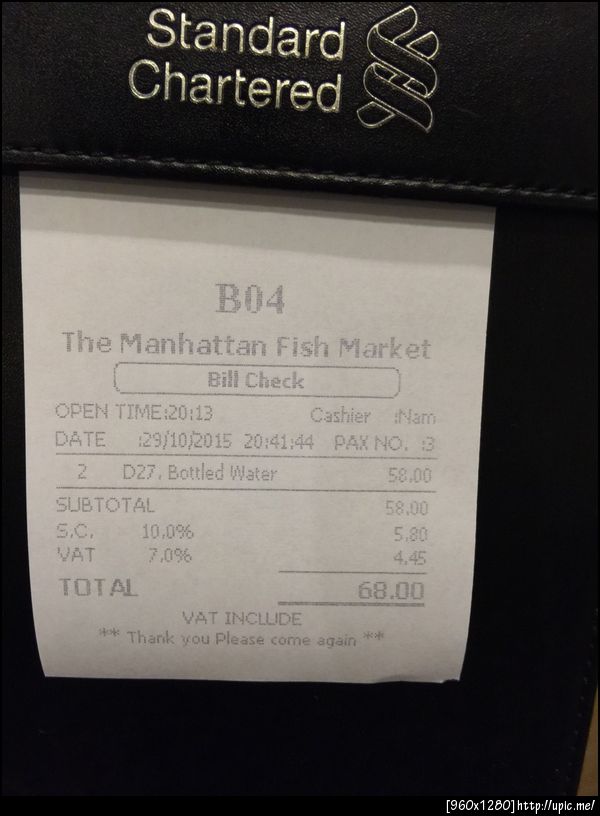 Standard
Chartered
B04
The Manhattan Fish Market
Bill Check
OPEN TIME:20:13 Cashier :Nam
DATE :29/10/2015 20:41:44 PAX NO. :3
2 D27. Bottled Water 58.00
SUBTOTAL 58.00
S.C. 10.0% 5.80
VAT 7.0% 4.45
TOTAL 68.00
VAT INCLUDE
** Thank you Please come again **
[960x1280]http://upic.me/